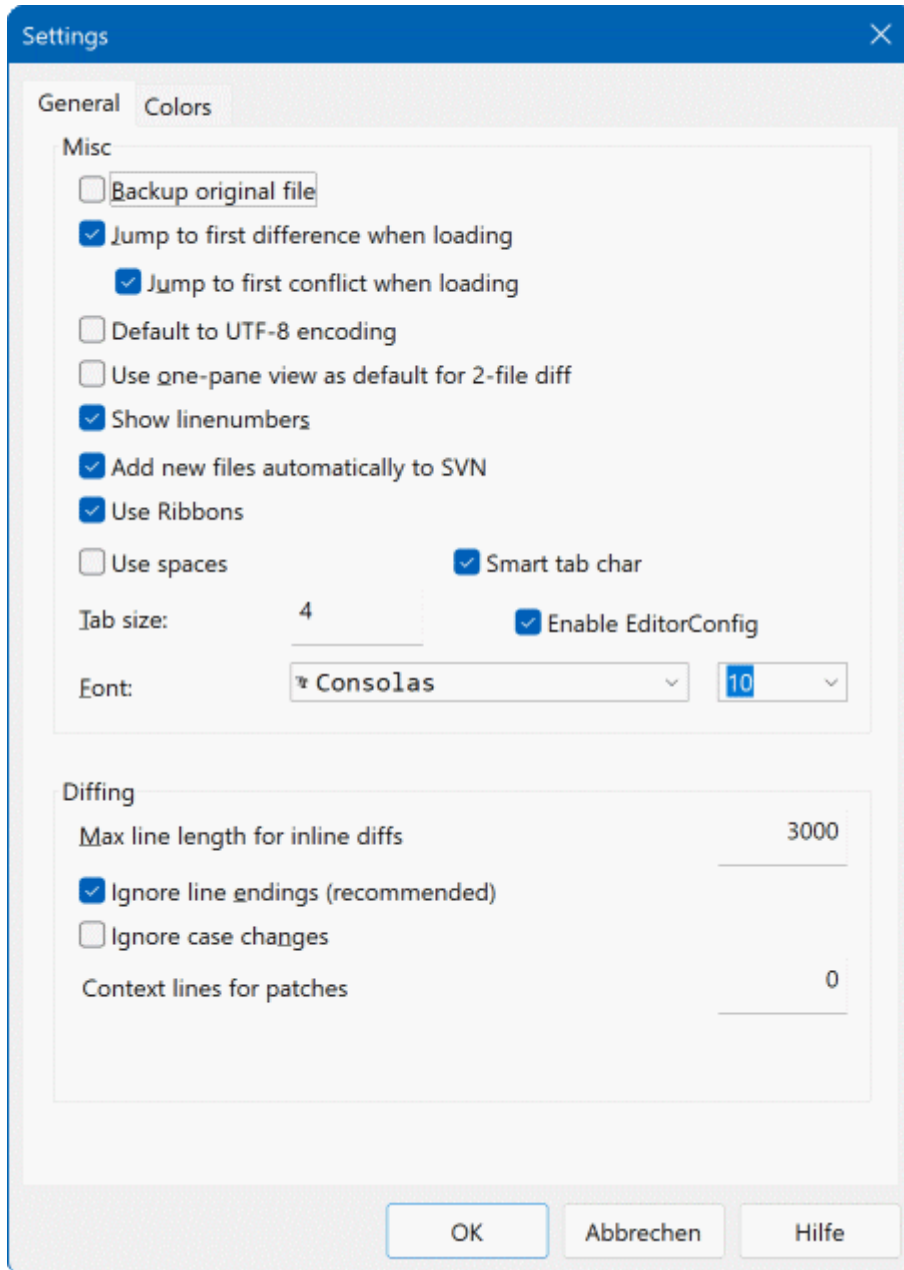 Settings
General Colors
Misc
Backup original file
Jump to first difference when loading
Jump to first conflict when loading
Default to UTF-8 encoding
Use one-pane view as default for 2-file diff
Show linenumbers
Add new files automatically to SVN
Use Ribbons
Use spaces Smart tab char
Tab size: 4 Enable EditorConfig
Font: Consolas 10
Diffing
Max line length for inline diffs 3000
Ignore line endings (recommended)
Ignore case changes
Context lines for patches 0
OK Abbrechen Hilfe